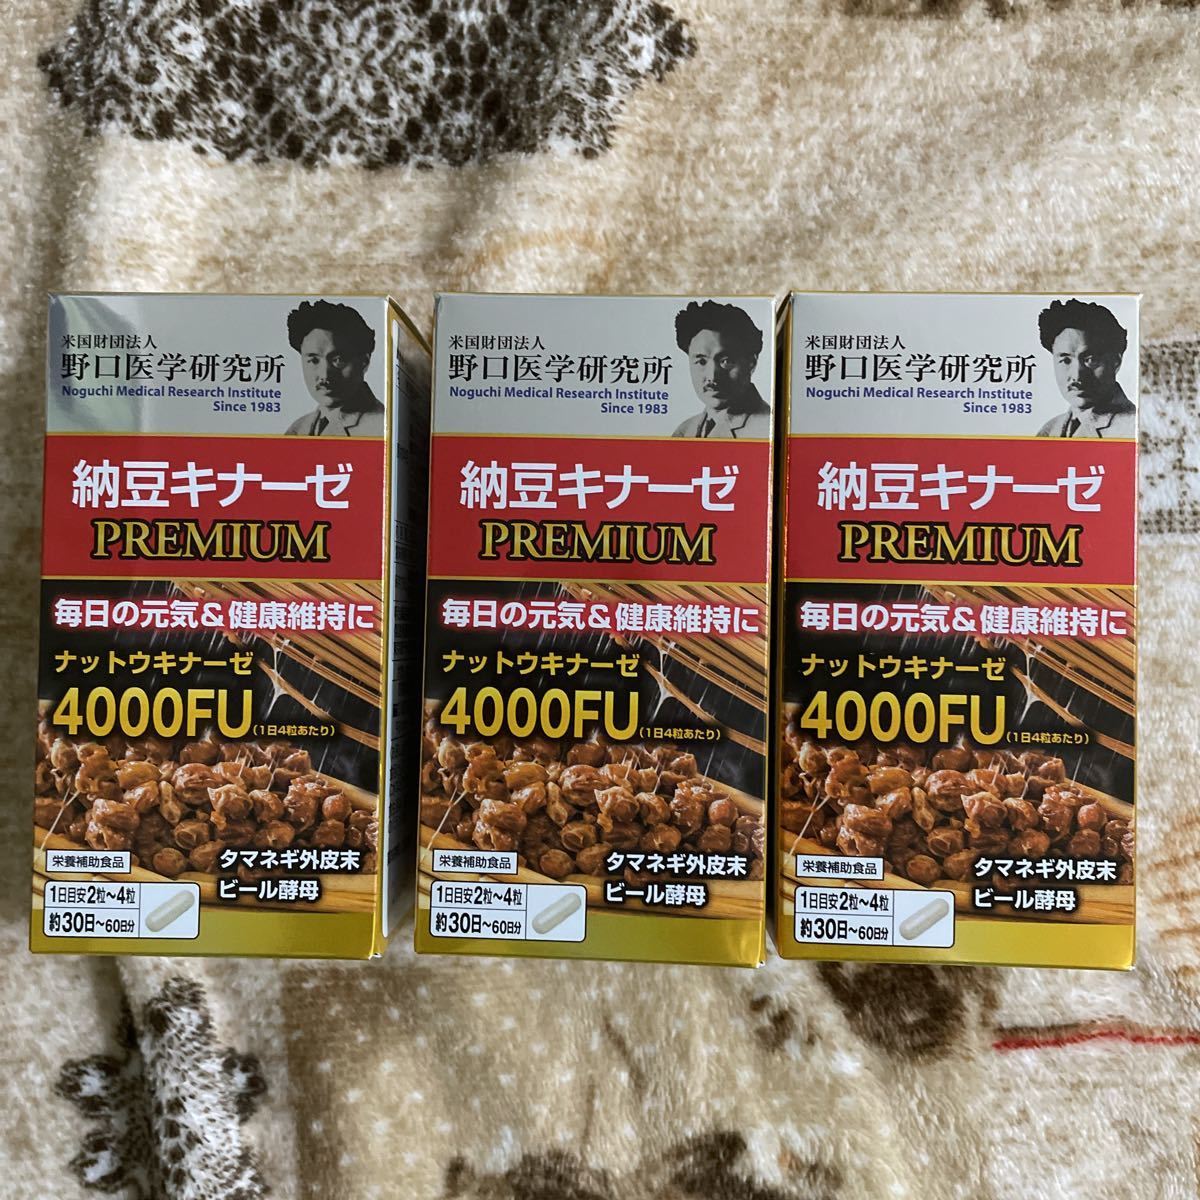 米国財団法人
野口医学研究所
Noguchi Medical Research Institute
Since 1983
納豆キナーゼ
PREMIUM
毎日の元気&健康維持に
ナットウキナーゼ
4000FU(1日4粒あたり)
栄養補助食品
タマネギ外皮末
ビール酵母
1日目安2粒～4粒
約30日～60日分
米国財団法人
野口医学研究所
Noguchi Medical Research Institute
Since 1983
納豆キナーゼ
PREMIUM
毎日の元気&健康維持に
ナットウキナーゼ
4000FU(1日4粒あたり)
栄養補助食品
タマネギ外皮末
ビール酵母
1日目安2粒～4粒
約30日～60日分
米国財団法人
野口医学研究所
Noguchi Medical Research Institute
Since 1983
納豆キナーゼ
PREMIUM
毎日の元気&健康維持に
ナットウキナーゼ
4000FU(1日4粒あたり)
栄養補助食品
タマネギ外皮末
ビール酵母
1日目安2粒～4粒
約30日～60日分